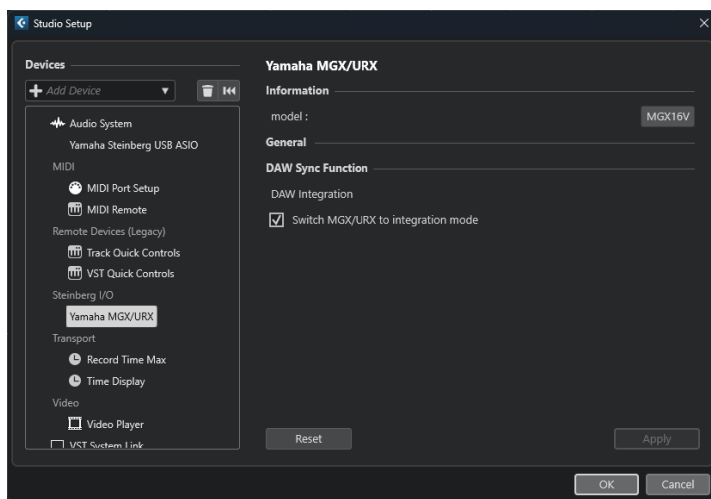 Studio Setup
Devices
Add Device
Audio System
Yamaha Steinberg USB ASIO
MIDI
MIDI Port Setup
MIDI Remote
Remote Devices (Legacy)
Track Quick Controls
VST Quick Controls
Steinberg I/O
Yamaha MGX/URX
Transport
Record Time Max
Time Display
Video
Video Player
VST System Link
Yamaha MGX/URX
Information
model :
MGX16V
General
DAW Sync Function
DAW Integration
Switch MGX/URX to integration mode
Reset
Apply
OK
Cancel